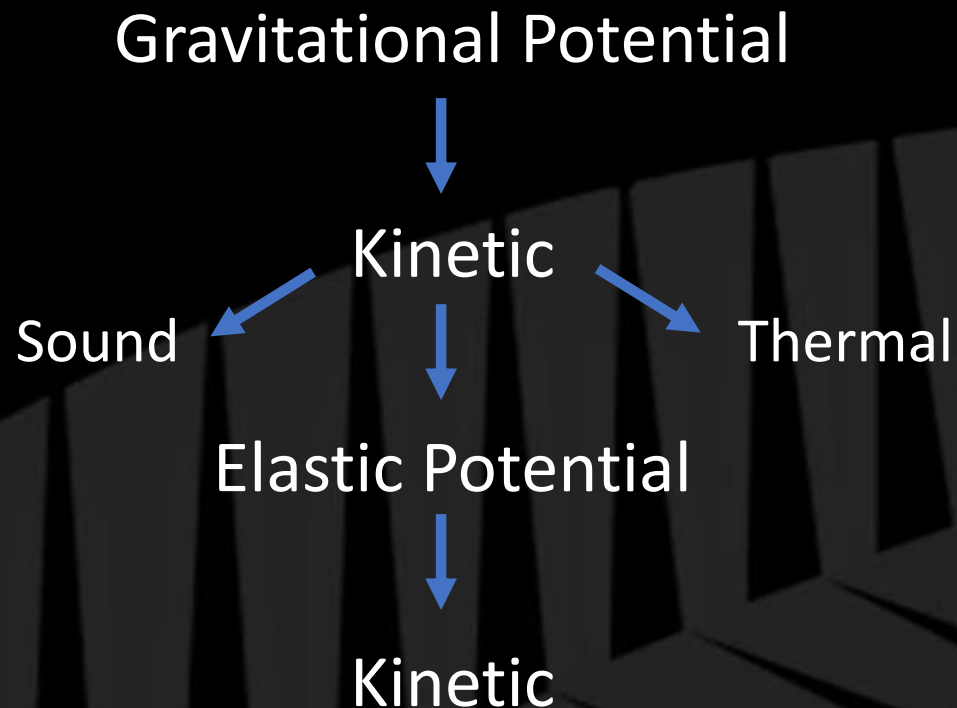 Gravitational Potential
Kinetic
Sound
Thermal
Elastic Potential
Kinetic